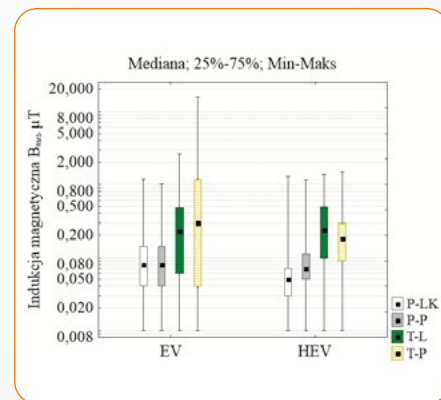 Mediana; 25%-75%; Min-Maks
Indukcja magnetyczna B μT
20,000
8,000
5,000
2,000
0,800
0,500
0,200
0,080
0,050
0,020
0,008
EV
HEV
P-LK
P-P
T-L
T-P